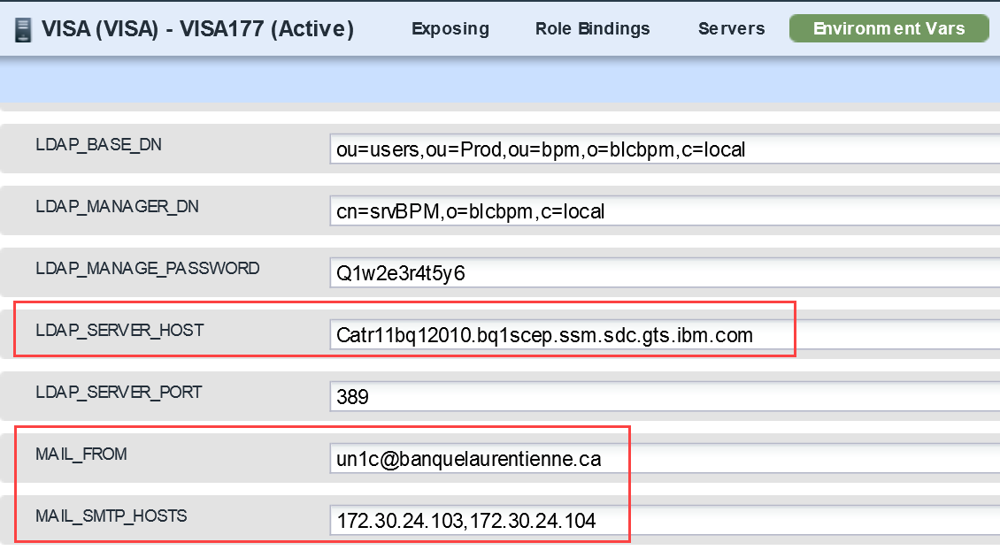 VISA (VISA) - VISA177 (Active) Exposing Role Bindings Servers Environment Vars
LDAP_BASE_DN ou=users,ou=Prod,ou=bpm,o=blcbpm,c=local
LDAP_MANAGER_DN cn=srvBPM,o=blcbpm,c=local
LDAP_MANAGE_PASSWORD Q1w2e3r4t5y6
LDAP_SERVER_HOST Catr11bq12010.bq1scep.ssm.sdc.gts.ibm.com
LDAP_SERVER_PORT 389
MAIL_FROM un1c@banquelaurentienne.ca
MAIL_SMTP_HOSTS 172.30.24.103,172.30.24.104